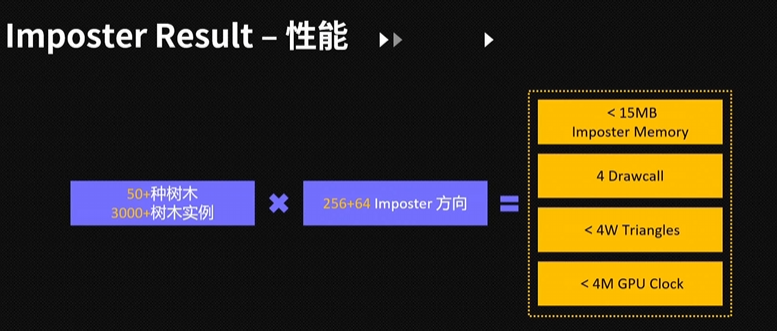 Imposter Result – 性能
50+种树木
3000+树木实例
256+64 Imposter 方向
< 15MB
Imposter Memory
4 Drawcall
< 4W Triangles
< 4M GPU Clock